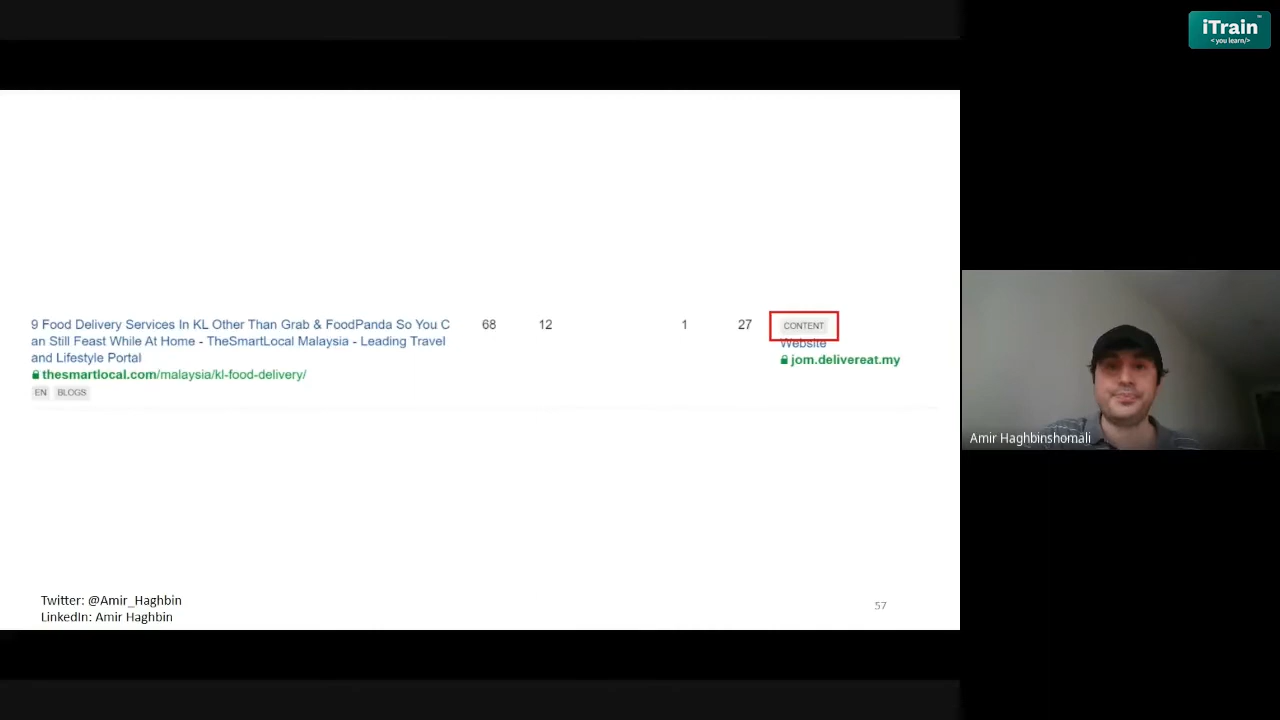 iTrain™
< you learn/>
9 Food Delivery Services In KL Other Than Grab & FoodPanda So You C
an Still Feast While At Home - TheSmartLocal Malaysia - Leading Travel
and Lifestyle Portal
thesmartlocal.com/malaysia/kl-food-delivery/
EN BLOGS
68 12 1 27
CONTENT
Website
jom.delivereat.my
Amir Haghbinshomali
Twitter: @Amir_Haghbin
LinkedIn: Amir Haghbin
57